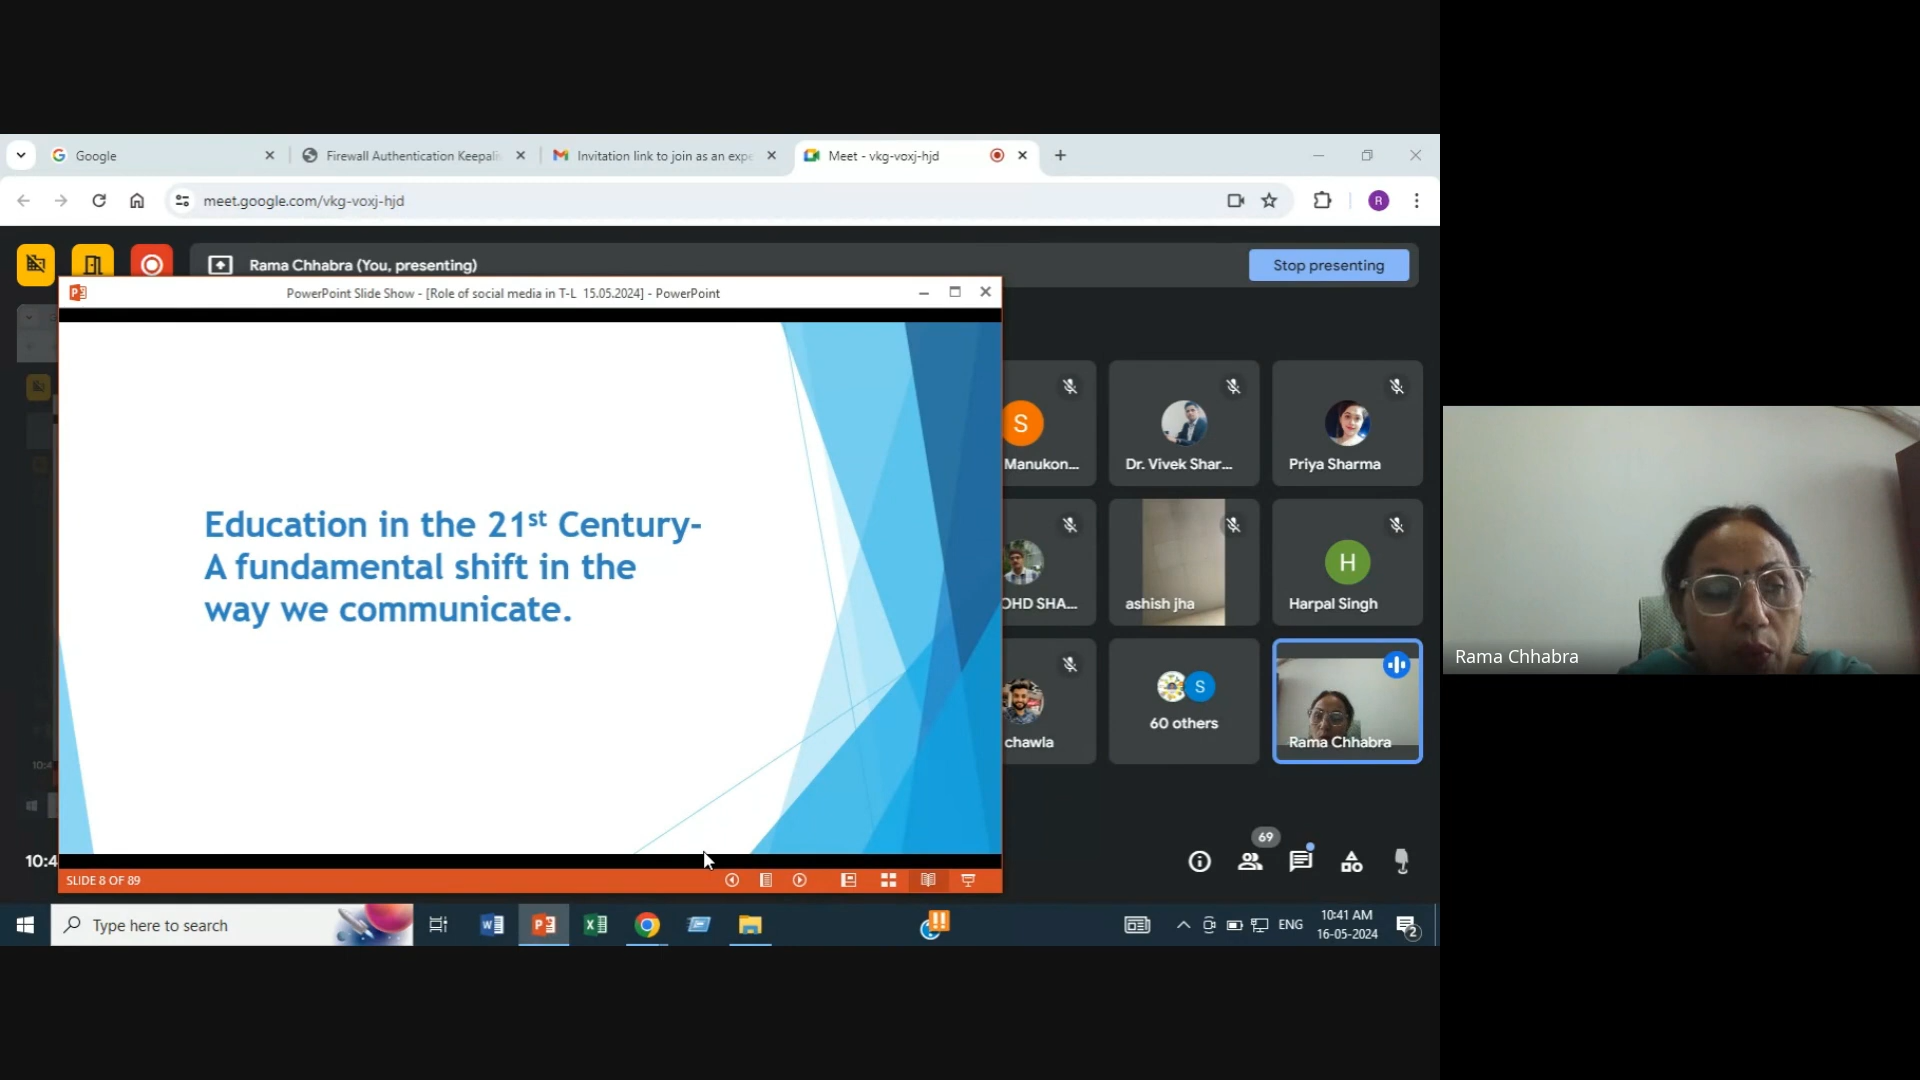 Google
Firewall Authentication Keepali
Invitation link to join as an expe
Meet - vkg-voxj-hjd
meet.google.com/vkg-voxj-hjd
R
Rama Chhabra (You, presenting)
Stop presenting
PowerPoint Slide Show - [Role of social media in T-L 15.05.2024] - PowerPoint
Education in the 21st Century-
A fundamental shift in the
way we communicate.
S
Manukon...
Dr. Vivek Shar...
Priya Sharma
OHD SHA...
ashish jha
H
Harpal Singh
chawla
S
60 others
Rama Chhabra
Rama Chhabra
69
10:4
10:4
SLIDE 8 OF 89
Type here to search
ENG
10:41 AM
16-05-2024
2